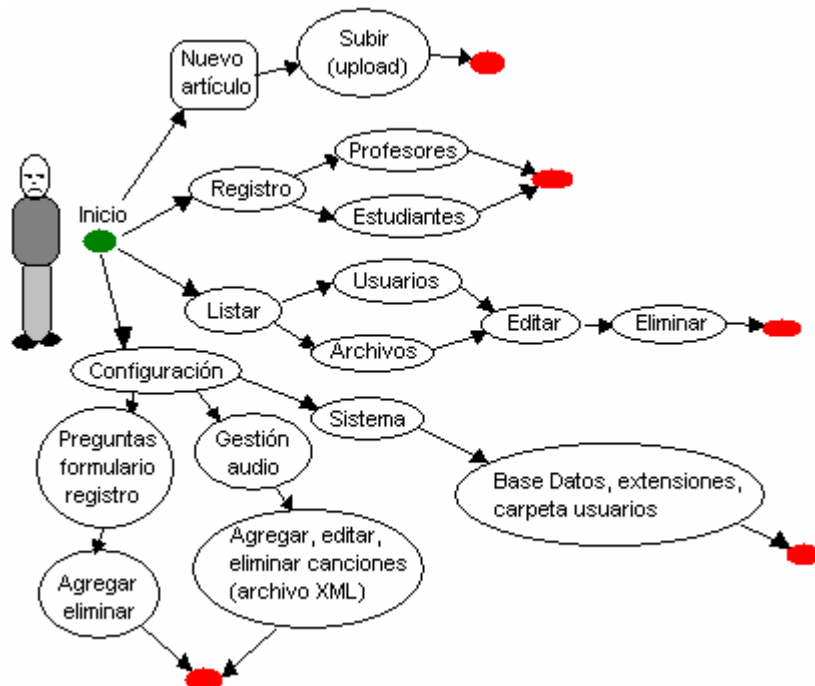 Nuevo
artículo
Subir
(upload)
Inicio
Registro
Profesores
Estudiantes
Listar
Usuarios
Archivos
Editar
Eliminar
Configuración
Preguntas
formulario
registro
Gestión
audio
Sistema
Base Datos, extensiones,
carpeta usuarios
Agregar
eliminar
Agregar, editar,
eliminar canciones
(archivo XML)